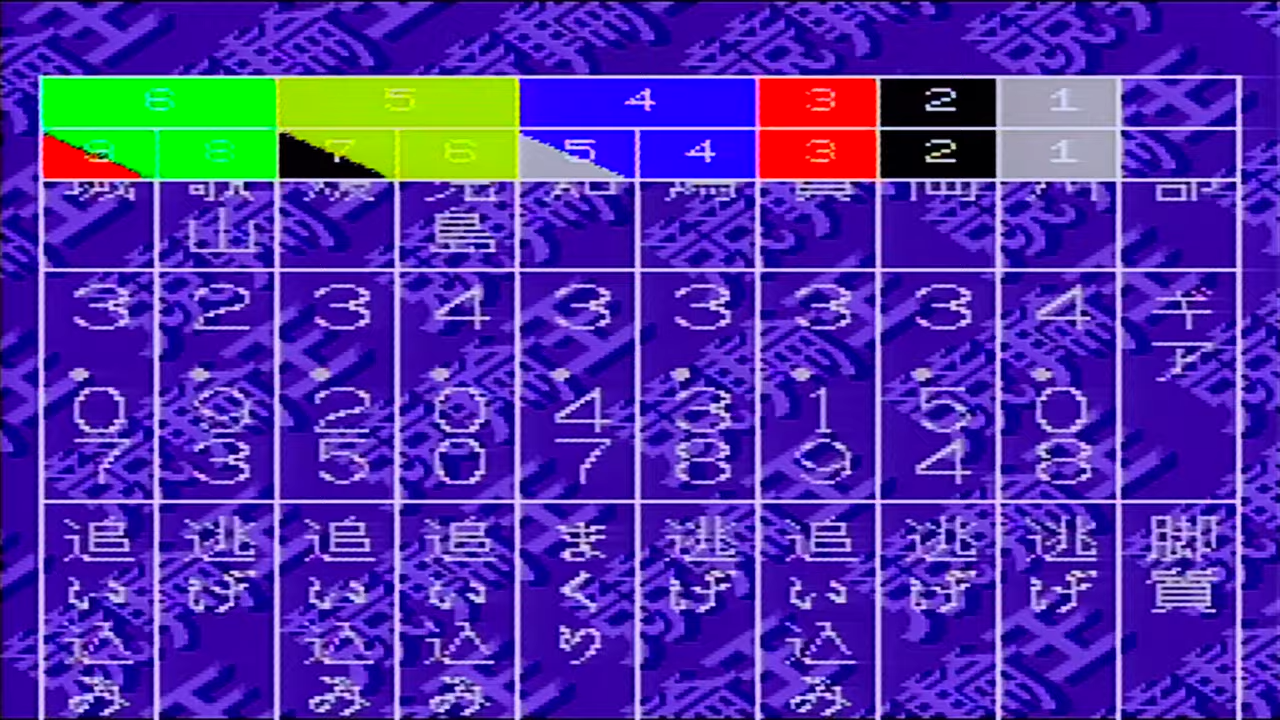 6 5 4 3 2 1
9 8 7 6 5 4 3 2 1
島
山
ギア
4.08
3.54
3.19
3.38
3.47
4.00
3.25
2.93
3.07
脚質
逃げ
逃げ
追い込み
逃げ
まくり
追い込み
追い込み
逃げ
追い込み